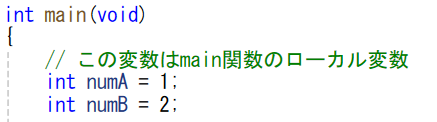 int main(void)
{
// この変数はmain関数のローカル変数
int numA = 1;
int numB = 2;